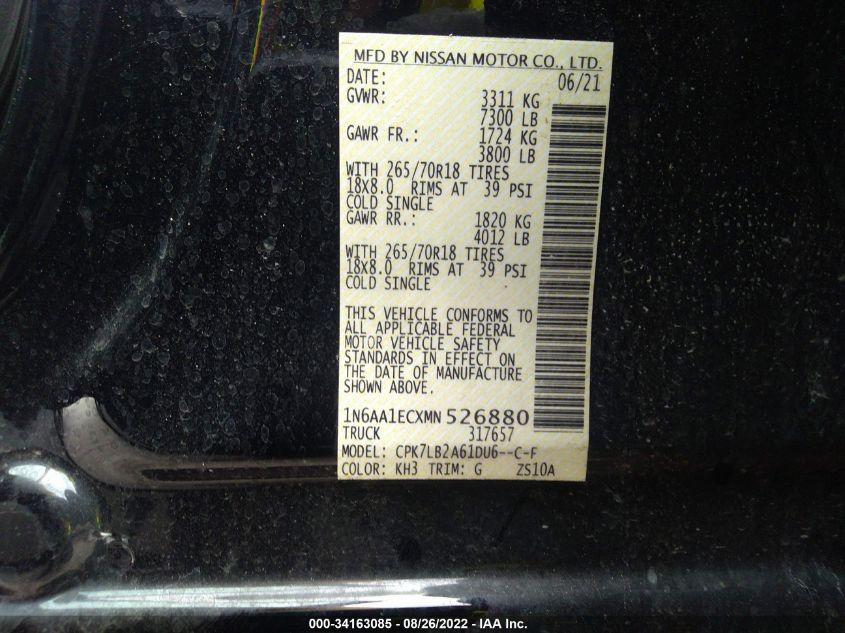 MFD BY NISSAN MOTOR CO., LTD.
DATE: 06/21
GVWR: 3311 KG
7300 LB
GAWR FR.: 1724 KG
3800 LB
WITH 265/70R18 TIRES
18X8.0 RIMS AT 39 PSI
COLD SINGLE
GAWR RR.: 1820 KG
4012 LB
WITH 265/70R18 TIRES
18X8.0 RIMS AT 39 PSI
COLD SINGLE
THIS VEHICLE CONFORMS TO
ALL APPLICABLE FEDERAL
MOTOR VEHICLE SAFETY
STANDARDS IN EFFECT ON
THE DATE OF MANUFACTURE
SHOWN ABOVE.
1N6AA1ECXMN526880
TRUCK 317657
MODEL: CPK7LB2A61DU6--C-F
COLOR: KH3 TRIM: G ZS10A
000-34163085 - 08/26/2022 - IAA Inc.